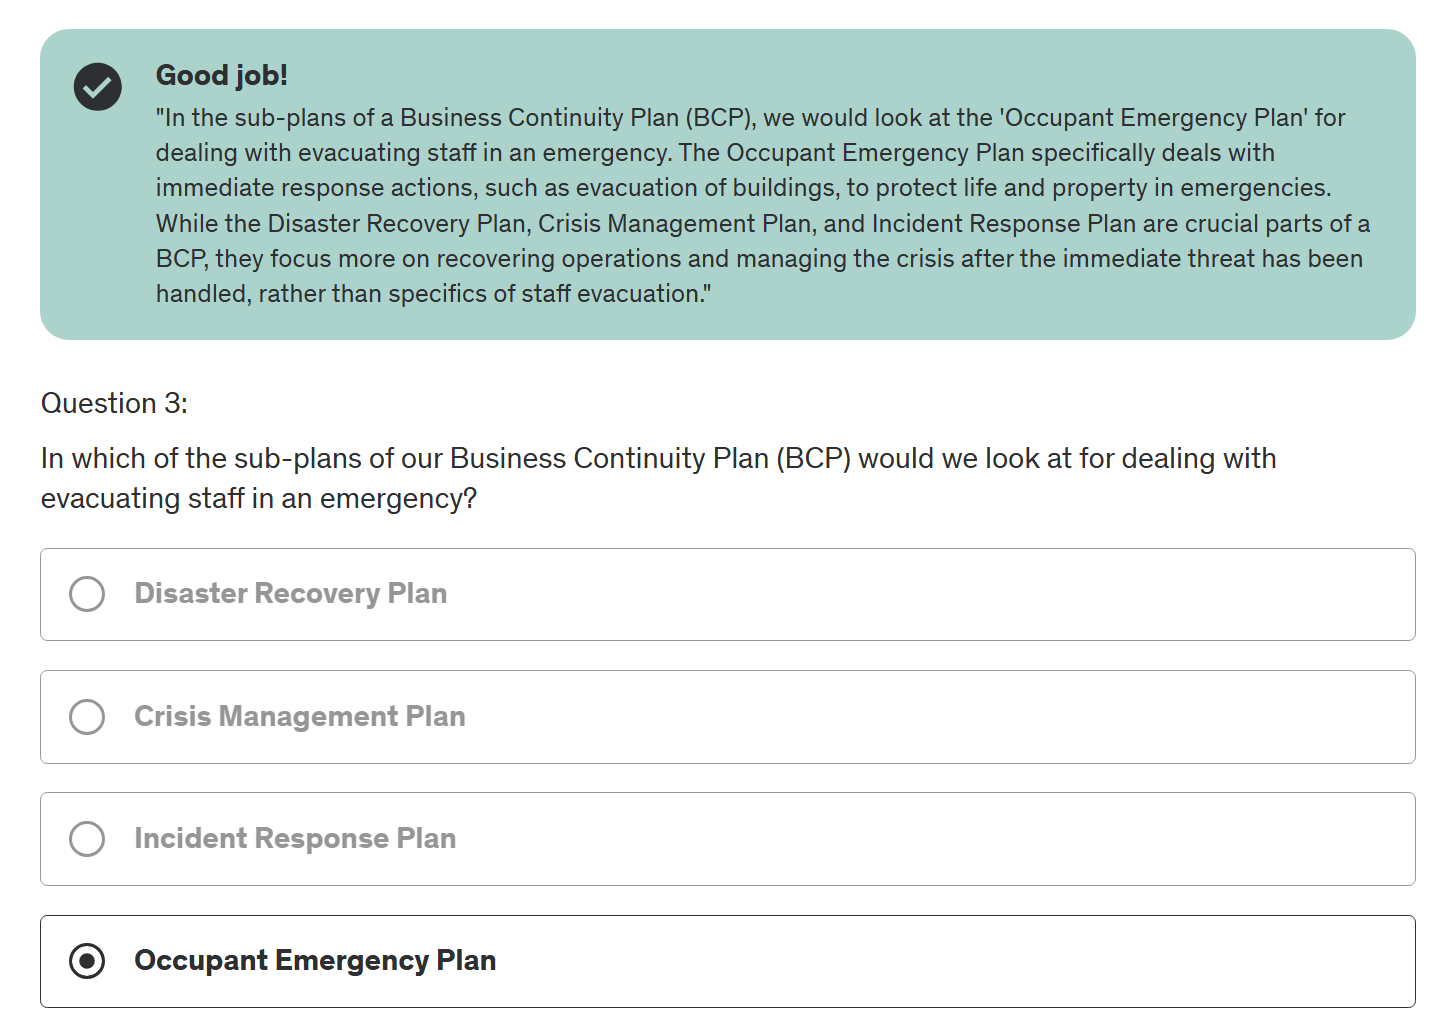 Good job!
"In the sub-plans of a Business Continuity Plan (BCP), we would look at the 'Occupant Emergency Plan' for
dealing with evacuating staff in an emergency. The Occupant Emergency Plan specifically deals with
immediate response actions, such as evacuation of buildings, to protect life and property in emergencies.
While the Disaster Recovery Plan, Crisis Management Plan, and Incident Response Plan are crucial parts of a
BCP, they focus more on recovering operations and managing the crisis after the immediate threat has been
handled, rather than specifics of staff evacuation."
Question 3:
In which of the sub-plans of our Business Continuity Plan (BCP) would we look at for dealing with
evacuating staff in an emergency?
Disaster Recovery Plan
Crisis Management Plan
Incident Response Plan
Occupant Emergency Plan